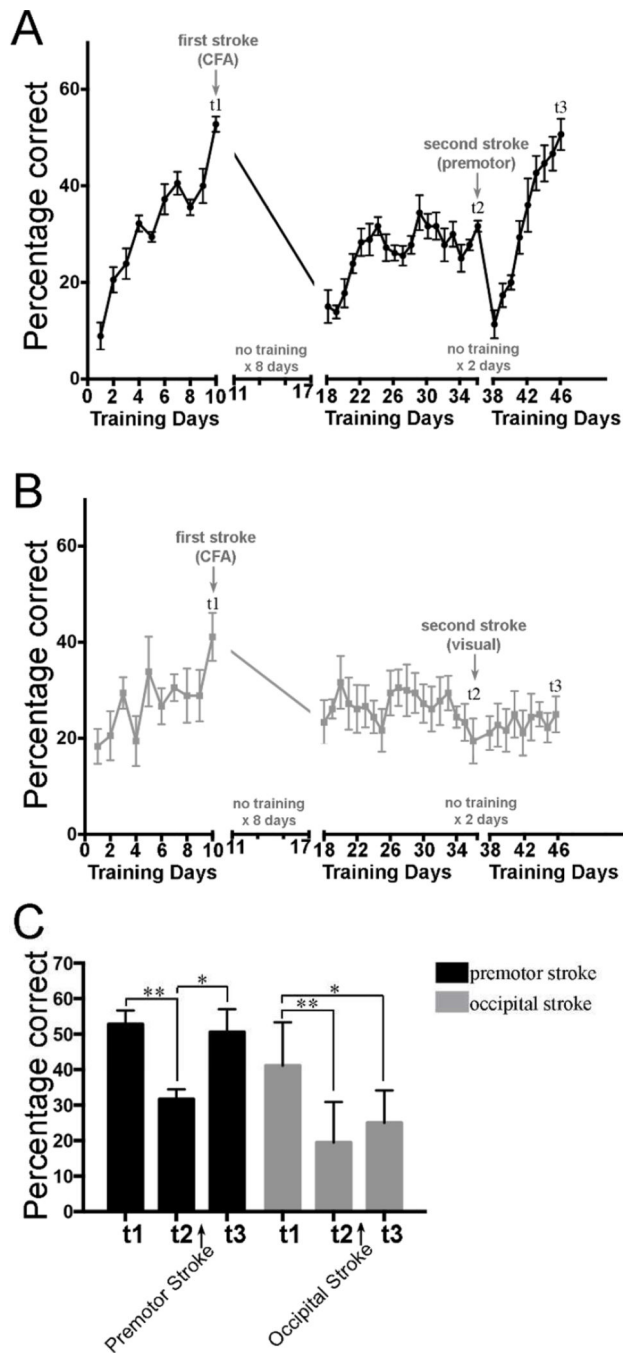 A
Percentage correct
60
40
20
0
first stroke
(CFA)
t1
second stroke
(premotor)
t2
t3
no training
x 8 days
no training
x 2 days
0 2 4 6 8 10 11 17 18 22 26 30 34 38 42 46
Training Days Training Days Training Days
B
Percentage correct
60
40
20
0
first stroke
(CFA)
t1
second stroke
(visual)
t2
t3
no training
x 8 days
no training
x 2 days
0 2 4 6 8 10 11 17 18 22 26 30 34 38 42 46
Training Days Training Days Training Days
C
Percentage correct
70
60
50
40
30
20
10
0
** *
** *
premotor stroke
occipital stroke
t1 t2 t3 t1 t2 t3
Premotor Stroke
Occipital Stroke